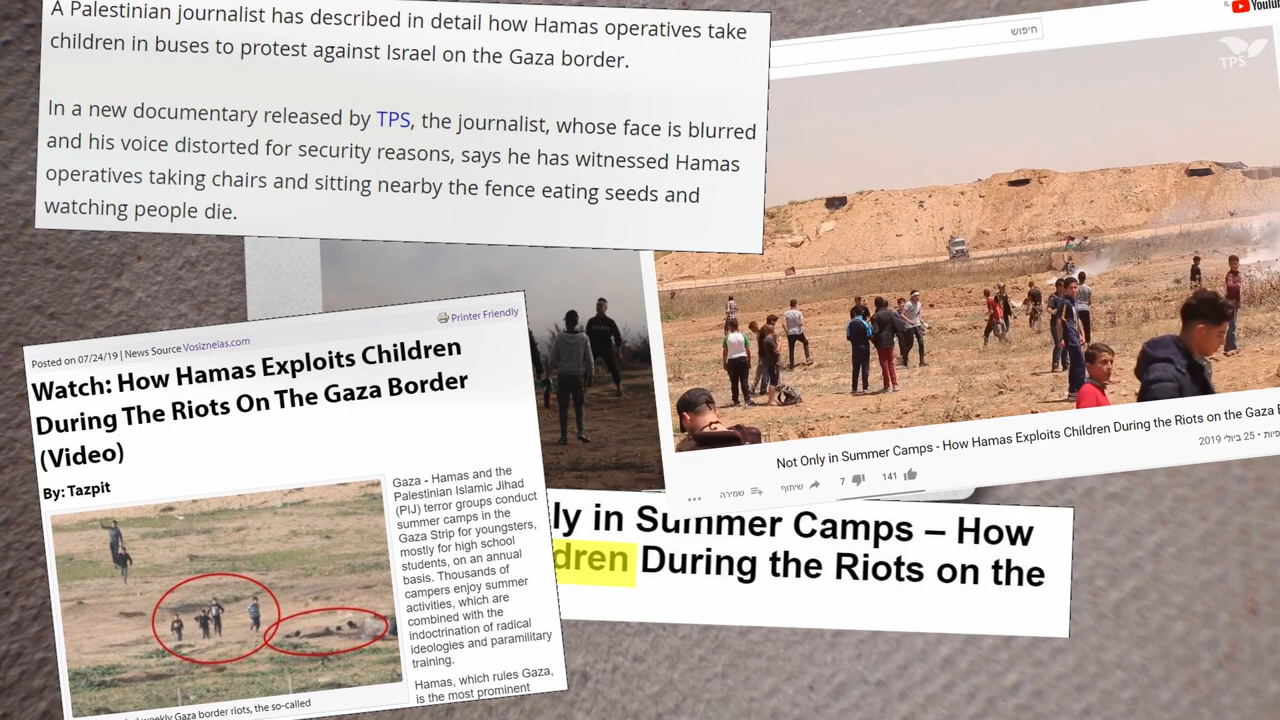 A Palestinian journalist has described in detail how Hamas operatives take
children in buses to protest against Israel on the Gaza border.
In a new documentary released by TPS, the journalist, whose face is blurred
and his voice distorted for security reasons, says he has witnessed Hamas
operatives taking chairs and sitting nearby the fence eating seeds and
watching people die.
YouTu
IL
חיפוש
TPS
Not Only in Summer Camps - How Hamas Exploits Children During the Riots on the Gaza
25 ביולי 2019
141
7
שיתוף
שמירה
...
Printer Friendly
Posted on 07/24/19 | News Source Vosizneias.com
Watch: How Hamas Exploits Children
During The Riots On The Gaza Border
(Video)
By: Tazpit
Gaza - Hamas and the
Palestinian Islamic Jihad
(PIJ) terror groups conduct
summer camps in the
Gaza Strip for youngsters,
mostly for high school
students, on an annual
basis. Thousands of
campers enjoy summer
activities, which are
combined with the
indoctrination of radical
ideologies and paramilitary
training.
Hamas, which rules Gaza,
is the most prominent
weekly Gaza border riots, the so-called
ly in Summer Camps – How
dren During the Riots on the